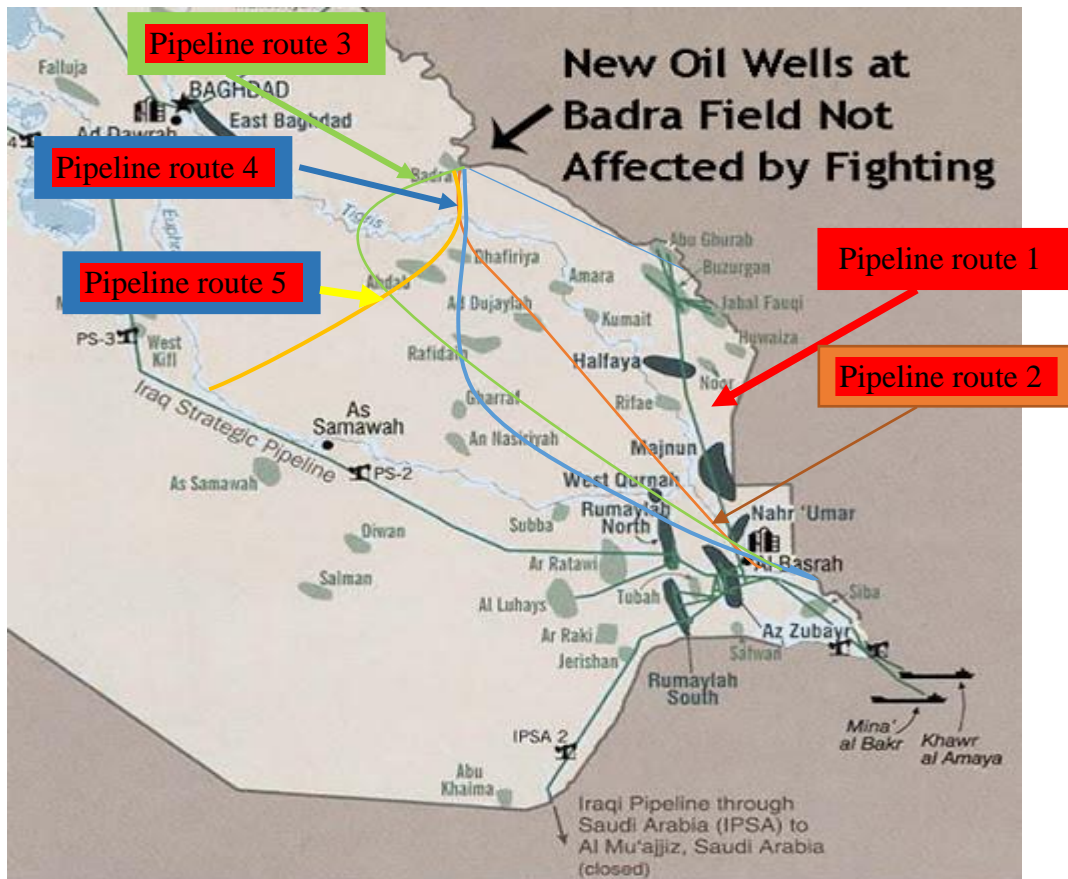 Pipeline route 3
New Oil Wells at
Badra Field Not
Affected by Fighting
Falluja
BAGHDAD
East Baghdad
Ad Dawrah
4
Pipeline route 4
Badra
Tigris
Pipeline route 5
Abu Ghurab
Buzurgan
Pipeline route 1
Dhafiriya
Amara
Ahdab
Ad Dujaylah
Jabal Fauqi
Kumait
Huwaiza
PS-3
West
Kifl
Rafidain
Halfaya
Noor
Pipeline route 2
Rifae
Gharraf
As
Samawah
Iraq Strategic Pipeline
An Nasiriyah
Majnun
As Samawah
PS-2
West Qurnah
Rumaylah
North
Nahr 'Umar
Subba
Diwan
Al Basrah
Ar Ratawi
Salman
Tubah
Siba
Al Luhays
Ar Raki
Az Zubayr
Safwan
Jerishan
Rumaylah
South
Mina'
al Bakr
Khawr
al Amaya
IPSA 2
Abu
Khaima
Iraqi Pipeline through
Saudi Arabia (IPSA) to
Al Mu'ajjiz, Saudi Arabia
(closed)